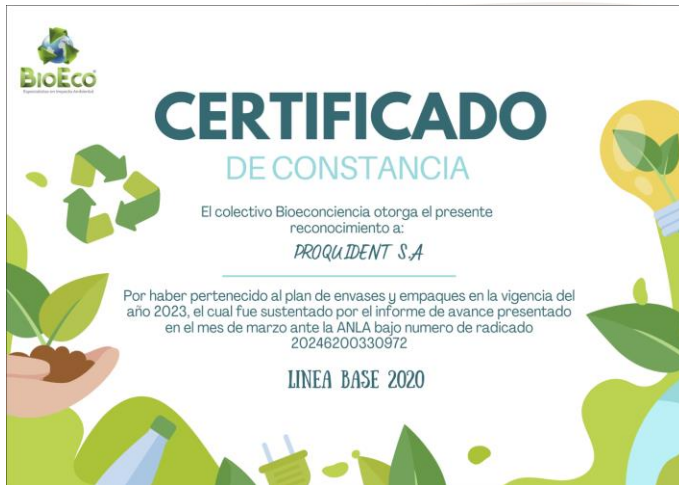 BIOECO
CERTIFICADO
DE CONSTANCIA
El colectivo Bioeconciencia otorga el presente
reconocimiento a:
PROQUIDENT S.A
Por haber pertenecido al plan de envases y empaques en la vigencia del
año 2023, el cual fue sustentado por el informe de avance presentado
en el mes de marzo ante la ANLA bajo numero de radicado
20246200330972
LINEA BASE 2020